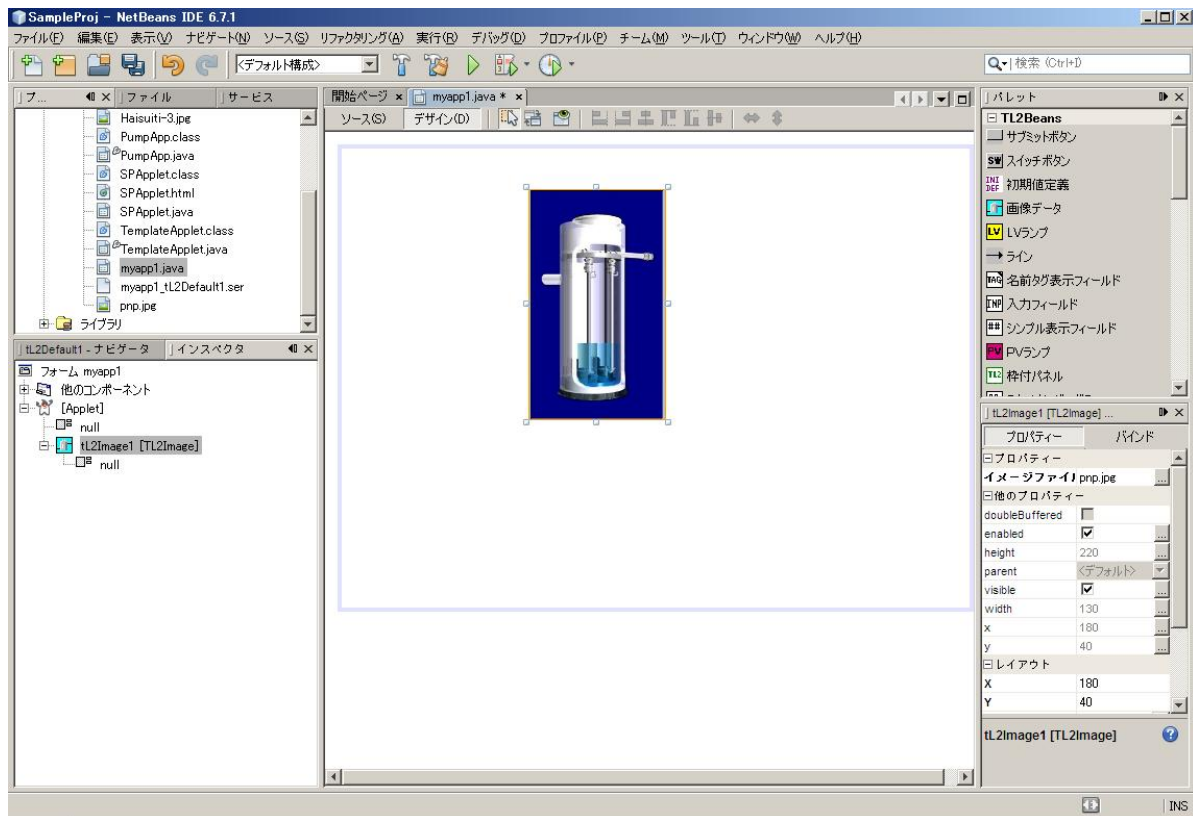 SampleProj - NetBeans IDE 6.7.1
ファイル(F) 編集(E) 表示(V) ナビゲート(N) ソース(S) リファクタリング(A) 実行(R) デバッグ(D) プロファイル(P) チーム(M) ツール(T) ウィンドウ(W) ヘルプ(H)
<デフォルト構成>
検索 (Ctrl+I)
プ... ファイル サービス
Haisuiti-3.jpg
PumpApp.class
PumpApp.java
SPApplet.class
SPApplet.html
SPApplet.java
TemplateApplet.class
TemplateApplet.java
myapp1.java
myapp1_tL2Default1.ser
pnp.jpg
ライブラリ
tL2Default1 - ナビゲータ インスペクタ
フォーム myapp1
他のコンポーネント
[Applet]
null
tL2Image1 [TL2Image]
null
開始ページ myapp1.java *
ソース(S) デザイン(D)
パレット
TL2Beans
サブミットボタン
SW スイッチボタン
INI DEF 初期値定義
画像データ
LV LVランプ
ライン
TAG 名前タグ表示フィールド
INP 入力フィールド
## シンプル表示フィールド
PV PVランプ
TL2 枠付パネル
tL2Image1 [TL2Image] ...
プロパティー バインド
プロパティー
イメージファイル pnp.jpg ...
他のプロパティー
doubleBuffered
enabled ...
height 220 ...
parent <デフォルト>
visible ...
width 130 ...
x 180 ...
y 40 ...
レイアウト
X 180
Y 40
tL2Image1 [TL2Image]
INS